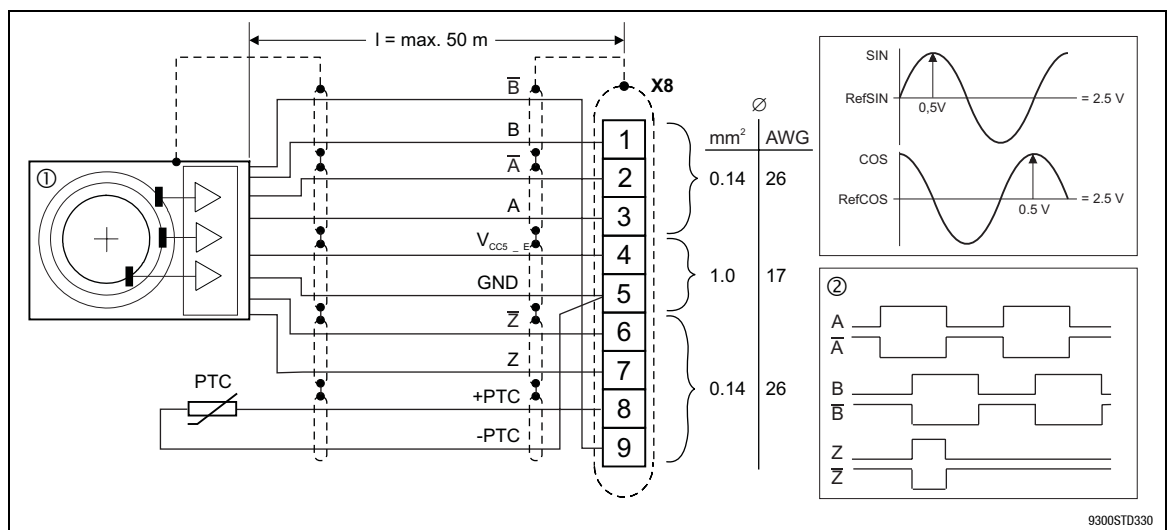 l = max. 50 m
X8
①
B̅
B
A̅
A
V_CC5_E
GND
Z̅
Z
+PTC
-PTC
PTC
1
2
3
4
5
6
7
8
9
⌀
mm² AWG
0.14 26
1.0 17
0.14 26
SIN
RefSIN
0,5V
= 2.5 V
COS
RefCOS
0.5 V
= 2.5 V
②
A
A̅
B
B̅
Z
Z̅
9300STD330